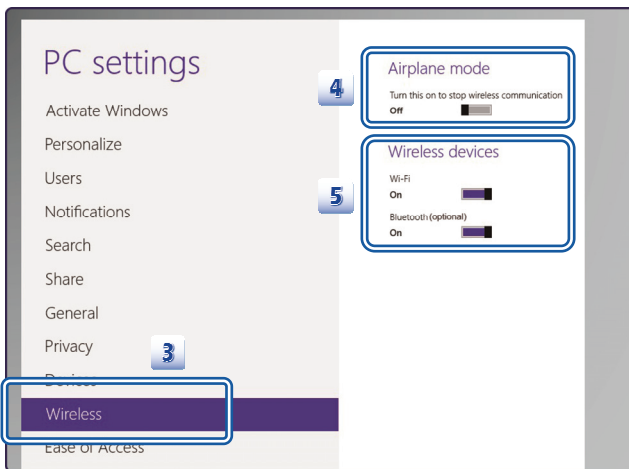 PC settings
Activate Windows
Personalize
Users
Notifications
Search
Share
General
Privacy
3
Devices
Wireless
Ease of Access
4
Airplane mode
Turn this on to stop wireless communication
Off
5
Wireless devices
Wi-Fi
On
Bluetooth (optional)
On